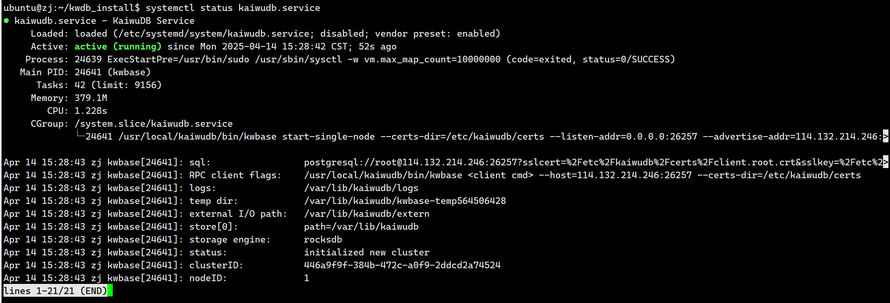 ubuntu@zj:~/kwdb_install$ systemctl status kaiwudb.service
● kaiwudb.service - KaiwuDB Service
Loaded: loaded (/etc/systemd/system/kaiwudb.service; disabled; vendor preset: enabled)
Active: active (running) since Mon 2025-04-14 15:28:42 CST; 52s ago
Process: 24639 ExecStartPre=/usr/bin/sudo /usr/sbin/sysctl -w vm.max_map_count=10000000 (code=exited, status=0/SUCCESS)
Main PID: 24641 (kwbase)
Tasks: 42 (limit: 9156)
Memory: 379.1M
CPU: 1.228s
CGroup: /system.slice/kaiwudb.service
└─24641 /usr/local/kaiwudb/bin/kwbase start-single-node --certs-dir=/etc/kaiwudb/certs --listen-addr=0.0.0.0:26257 --advertise-addr=114.132.214.246:>
Apr 14 15:28:43 zj kwbase[24641]: sql: postgresql://root@114.132.214.246:26257?sslcert=%2Fetc%2Fkaiwudb%2Fcerts%2Fclient.root.crt&sslkey=%2Fetc%2>
Apr 14 15:28:43 zj kwbase[24641]: RPC client flags: /usr/local/kaiwudb/bin/kwbase <client cmd> --host=114.132.214.246:26257 --certs-dir=/etc/kaiwudb/certs
Apr 14 15:28:43 zj kwbase[24641]: logs: /var/lib/kaiwudb/logs
Apr 14 15:28:43 zj kwbase[24641]: temp dir: /var/lib/kaiwudb/kwbase-temp564506428
Apr 14 15:28:43 zj kwbase[24641]: external I/O path: /var/lib/kaiwudb/extern
Apr 14 15:28:43 zj kwbase[24641]: store[0]: path=/var/lib/kaiwudb
Apr 14 15:28:43 zj kwbase[24641]: storage engine: rocksdb
Apr 14 15:28:43 zj kwbase[24641]: status: initialized new cluster
Apr 14 15:28:43 zj kwbase[24641]: clusterID: 446a9f9f-384b-472c-a0f9-2ddcd2a74524
Apr 14 15:28:43 zj kwbase[24641]: nodeID: 1
lines 1-21/21 (END)